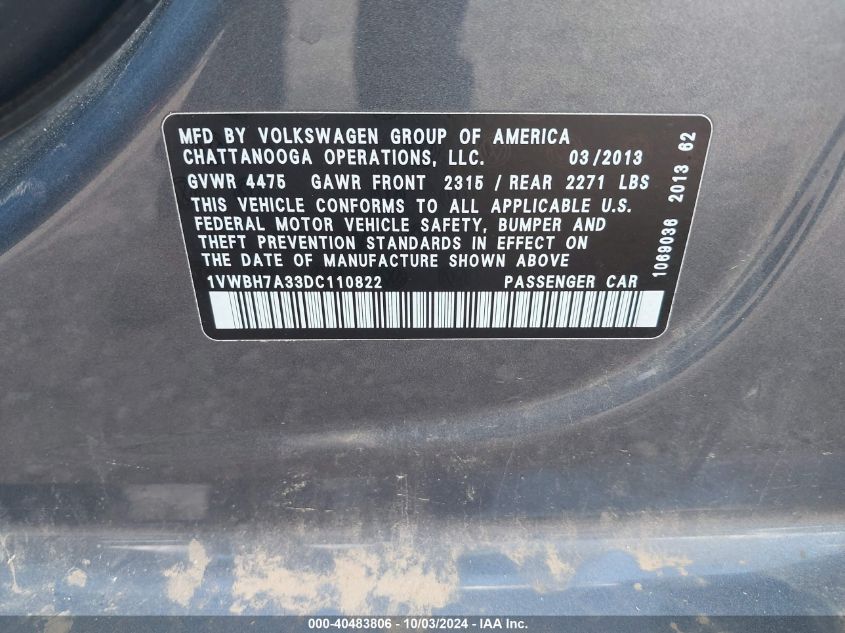 MFD BY VOLKSWAGEN GROUP OF AMERICA
CHATTANOOGA OPERATIONS, LLC. 03/2013
GVWR 4475 GAWR FRONT 2315 / REAR 2271 LBS
THIS VEHICLE CONFORMS TO ALL APPLICABLE U.S.
FEDERAL MOTOR VEHICLE SAFETY, BUMPER AND
THEFT PREVENTION STANDARDS IN EFFECT ON
THE DATE OF MANUFACTURE SHOWN ABOVE
1VWBH7A33DC110822 PASSENGER CAR
1069036 2013 62
000-40483806 - 10/03/2024 - IAA Inc.